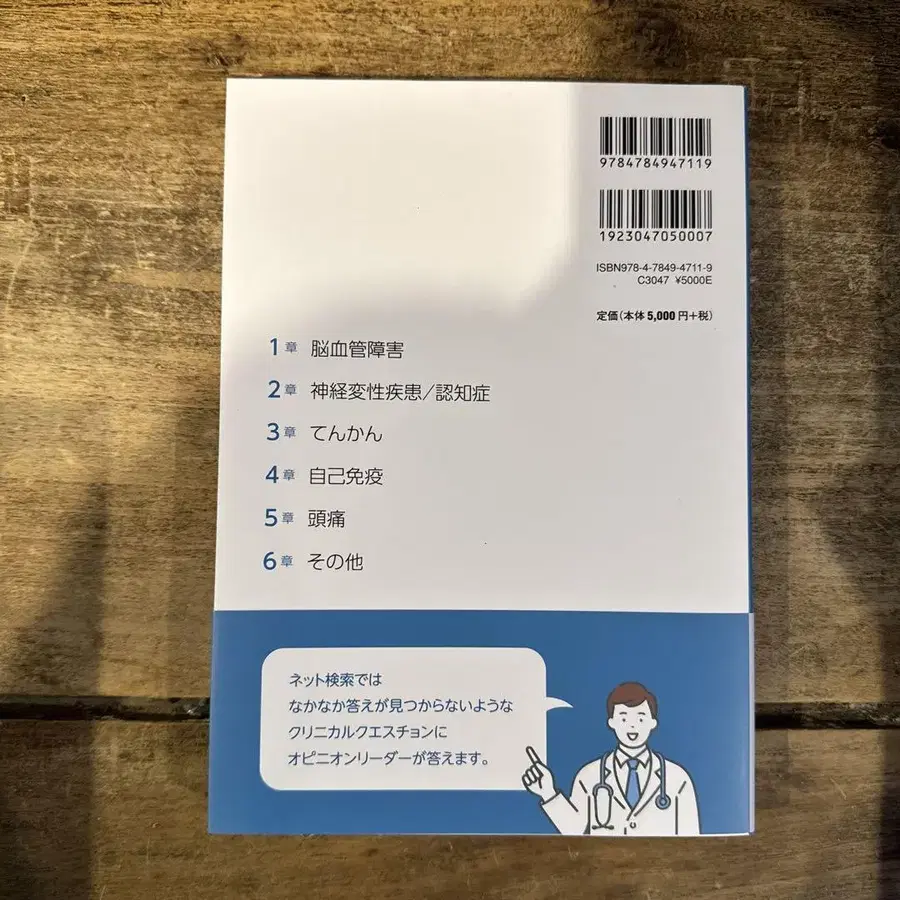 9784784947119
1923047050007
ISBN978-4-7849-4711-9
C3047 ¥5000E
定価(本体5,000円+税)
1章 脳血管障害
2章 神経変性疾患/認知症
3章 てんかん
4章 自己免疫
5章 頭痛
6章 その他
ネット検索では
なかなか答えが見つからないような
クリニカルクエスチョンに
オピニオンリーダーが答えます。